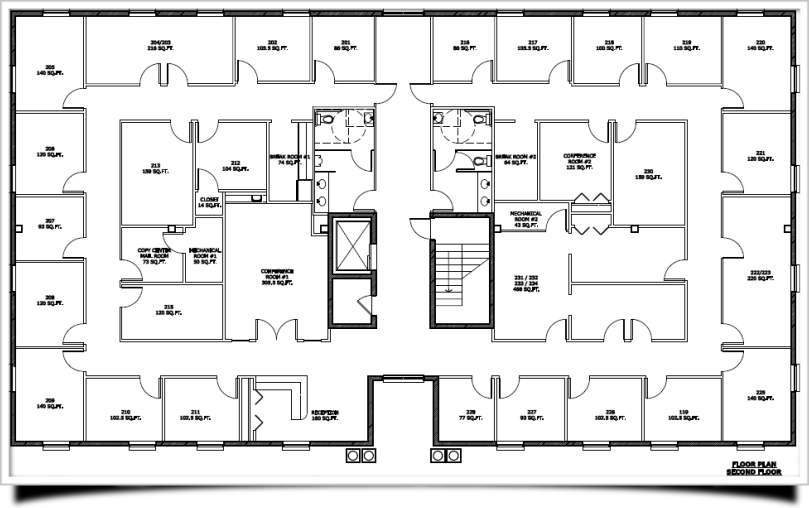 205
140 SQ.FT.
204/203
216 SQ.FT.
202
103.5 SQ.FT.
201
86 SQ.FT.
216
86 SQ.FT.
217
105.5 SQ.FT.
218
100 SQ.FT.
219
110 SQ.FT.
220
140 SQ.FT.
206
120 SQ.FT.
213
159 SQ.FT.
212
104 SQ.FT.
BREAK ROOM #1
74 SQ.FT.
BREAK ROOM #2
64 SQ.FT.
CONFERENCE
ROOM #2
121 SQ.FT.
230
159 SQ.FT.
221
120 SQ.FT.
CLOSET
14 SQ.FT.
207
93 SQ.FT.
MECHANICAL
ROOM #2
43 SQ.FT.
COPY CENTER
MAIL ROOM
73 SQ.FT.
MECHANICAL
ROOM #1
50 SQ.FT.
CONFERENCE
ROOM #1
SQ.FT.
231 / 232
233 / 234
SQ.FT.
222/223
220 SQ.FT.
208
120 SQ.FT.
120 SQ.FT.
209
140 SQ.FT.
210
102.5 SQ.FT.
211
102.5 SQ.FT.
RECEPTION
160 SQ.FT.
228
77 SQ.FT.
227
93 SQ.FT.
226
102.5 SQ.FT.
119
102.5 SQ.FT.
225
140 SQ.FT.
FLOOR PLAN
SECOND FLOOR